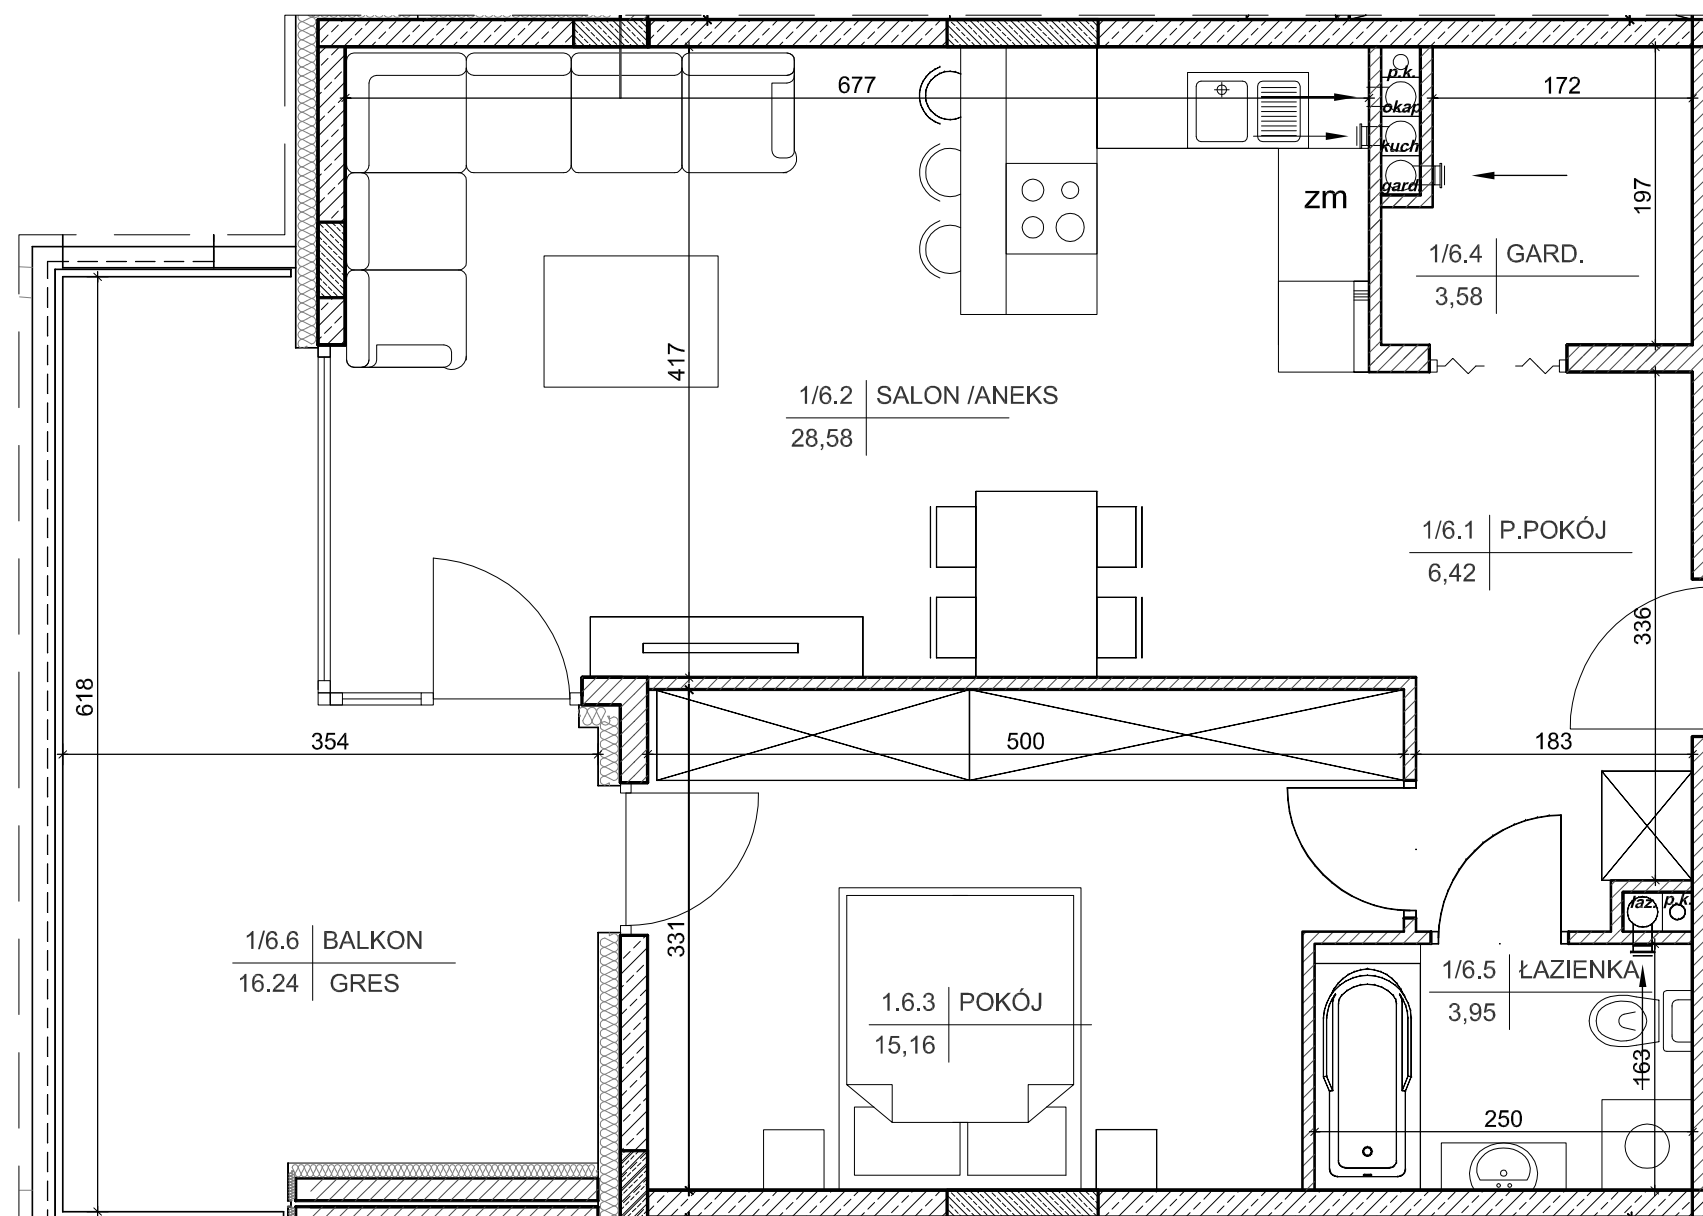 p.k.
677
172
okap
kuch
gard.
zm
197
1/6.4 GARD.
3,58
417
1/6.2 SALON /ANEKS
28,58
1/6.1 P.POKÓJ
6,42
336
618
354
500
183
łaz. p.k.
331
1/6.6 BALKON
16.24 GRES
1.6.3 POKÓJ
15,16
1/6.5 ŁAZIENKA
3,95
163
250